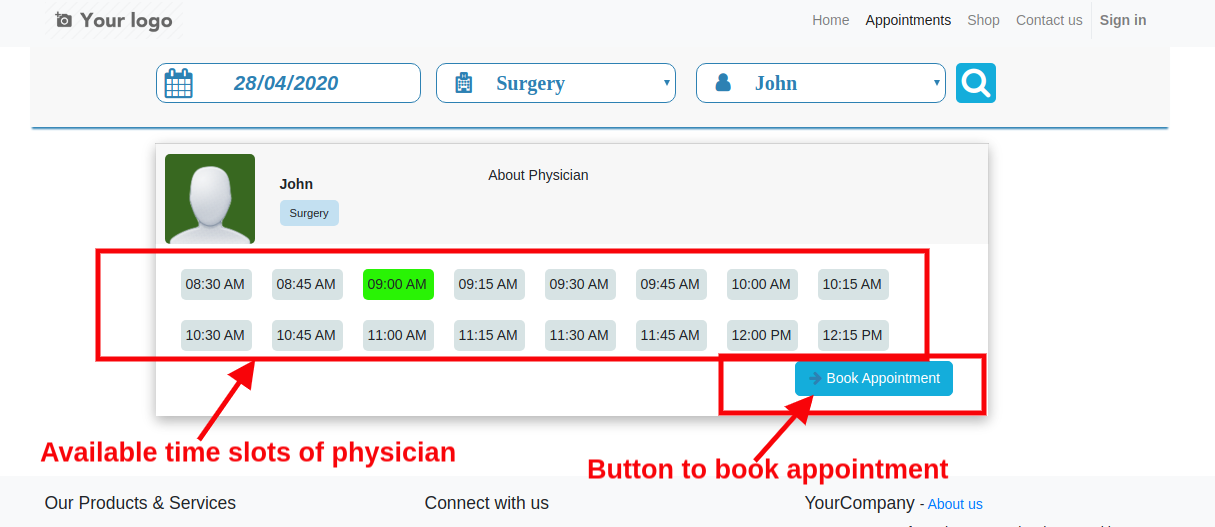 Your logo
Home Appointments Shop Contact us Sign in
28/04/2020 Surgery John
About Physician
John
Surgery
08:30 AM 08:45 AM 09:00 AM 09:15 AM 09:30 AM 09:45 AM 10:00 AM 10:15 AM
10:30 AM 10:45 AM 11:00 AM 11:15 AM 11:30 AM 11:45 AM 12:00 PM 12:15 PM
Book Appointment
Available time slots of physician
Button to book appointment
Our Products & Services Connect with us YourCompany - About us